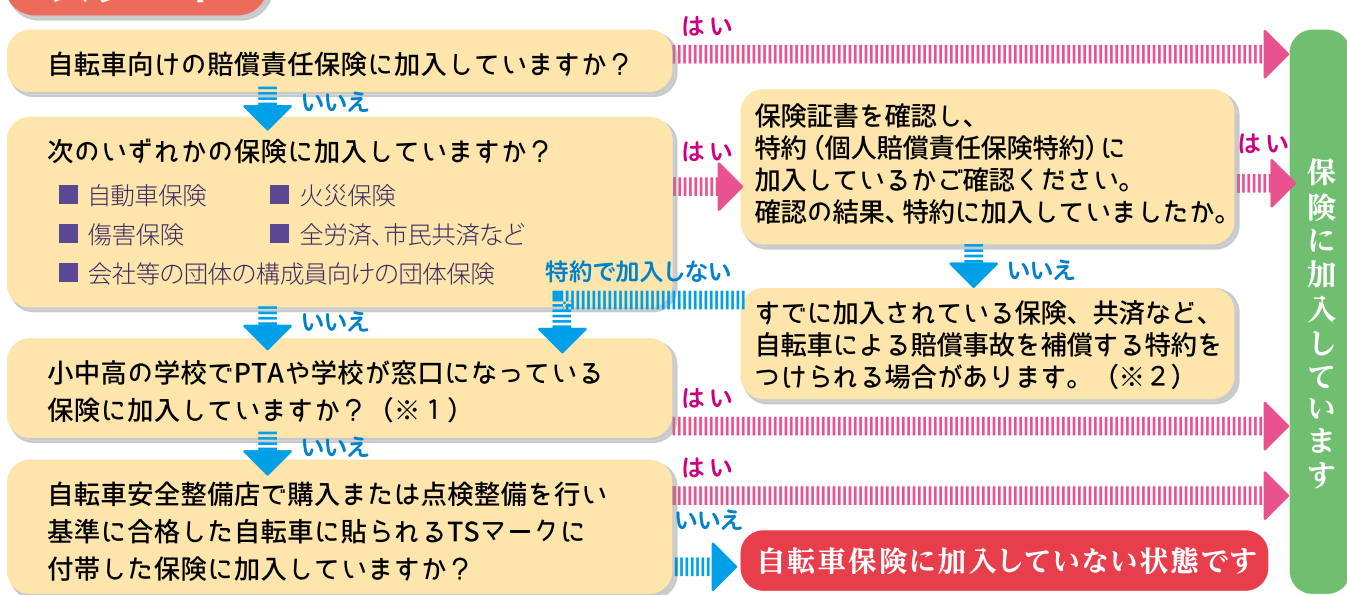 はい
自転車向けの賠償責任保険に加入していますか？
いいえ
次のいずれかの保険に加入していますか？
■ 自動車保険 ■ 火災保険
■ 傷害保険 ■ 全労済、市民共済など
■ 会社等の団体の構成員向けの団体保険
はい
保険証書を確認し、
特約（個人賠償責任保険特約）に
加入しているかご確認ください。
確認の結果、特約に加入していましたか。
はい
いいえ
特約で加入しない
すでに加入されている保険、共済など、
自転車による賠償事故を補償する特約を
つけられる場合があります。（※２）
いいえ
小中高の学校でPTAや学校が窓口になっている
保険に加入していますか？（※１）
はい
いいえ
自転車安全整備店で購入または点検整備を行い
基準に合格した自転車に貼られるTSマークに
付帯した保険に加入していますか？
はい
いいえ
自転車保険に加入していない状態です
保険に加入しています